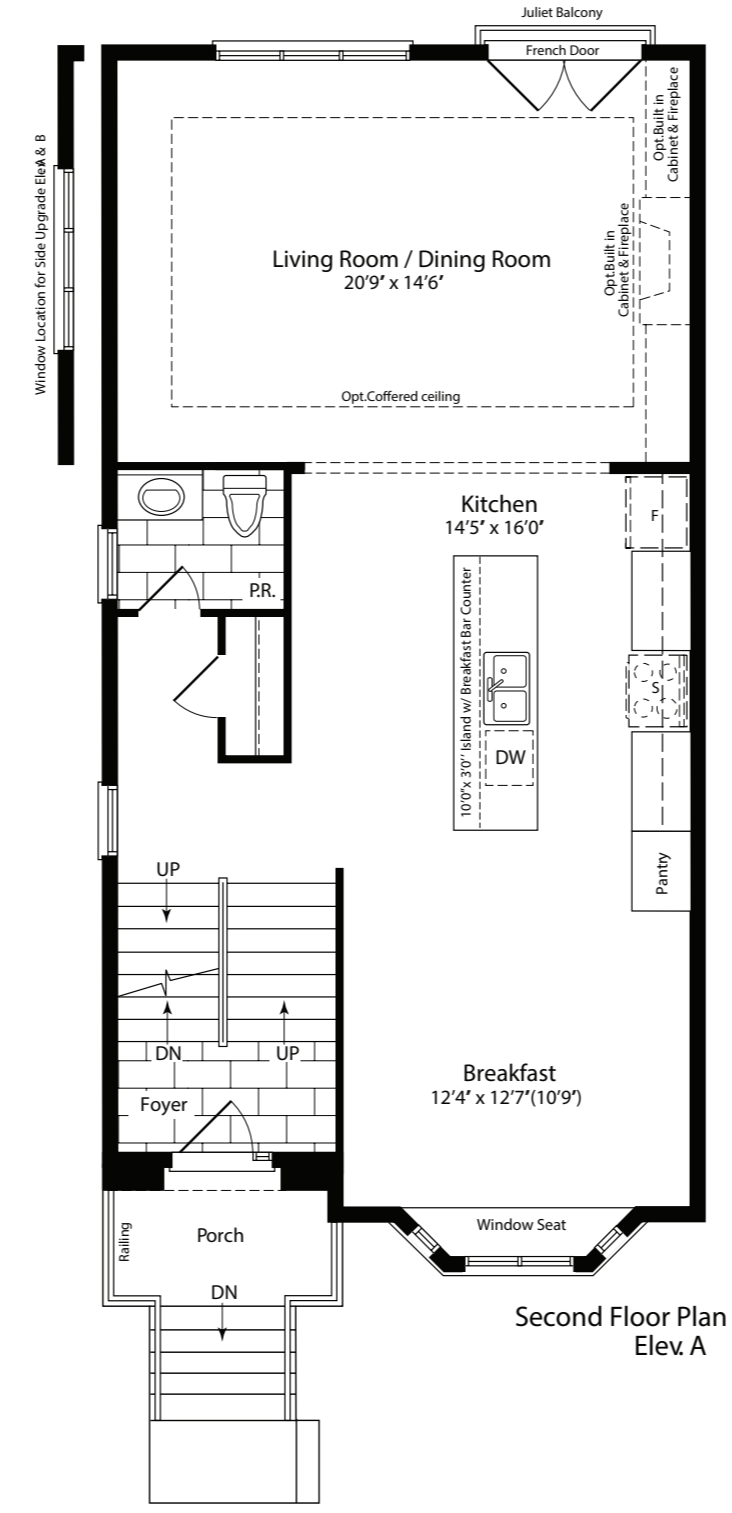 Juliet Balcony
French Door
Opt.Built in
Cabinet & Fireplace
Window Location for Side Upgrade Elev.A & B
Living Room / Dining Room
20'9" x 14'6"
Opt.Built in
Cabinet & Fireplace
Opt.Coffered ceiling
Kitchen
14'5" x 16'0"
F
P.R.
10'0"x 3'0" Island w/ Breakfast Bar Counter
S
DW
Pantry
UP
DN
UP
Foyer
Breakfast
12'4" x 12'7"(10'9")
Railing
Porch
Window Seat
DN
Second Floor Plan
Elev. A